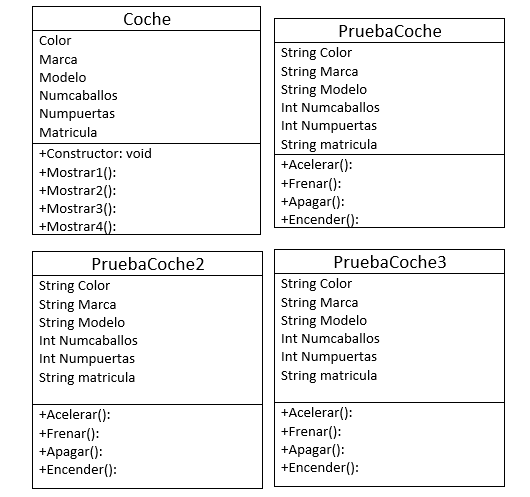 Coche
Color
Marca
Modelo
Numcaballos
Numpuertas
Matricula
+Constructor: void
+Mostrar1():
+Mostrar2():
+Mostrar3():
+Mostrar4():
PruebaCoche
String Color
String Marca
String Modelo
Int Numcaballos
Int Numpuertas
String matricula
+Acelerar():
+Frenar():
+Apagar():
+Encender():
PruebaCoche2
String Color
String Marca
String Modelo
Int Numcaballos
Int Numpuertas
String matricula
+Acelerar():
+Frenar():
+Apagar():
+Encender():
PruebaCoche3
String Color
String Marca
String Modelo
Int Numcaballos
Int Numpuertas
String matricula
+Acelerar():
+Frenar():
+Apagar():
+Encender():